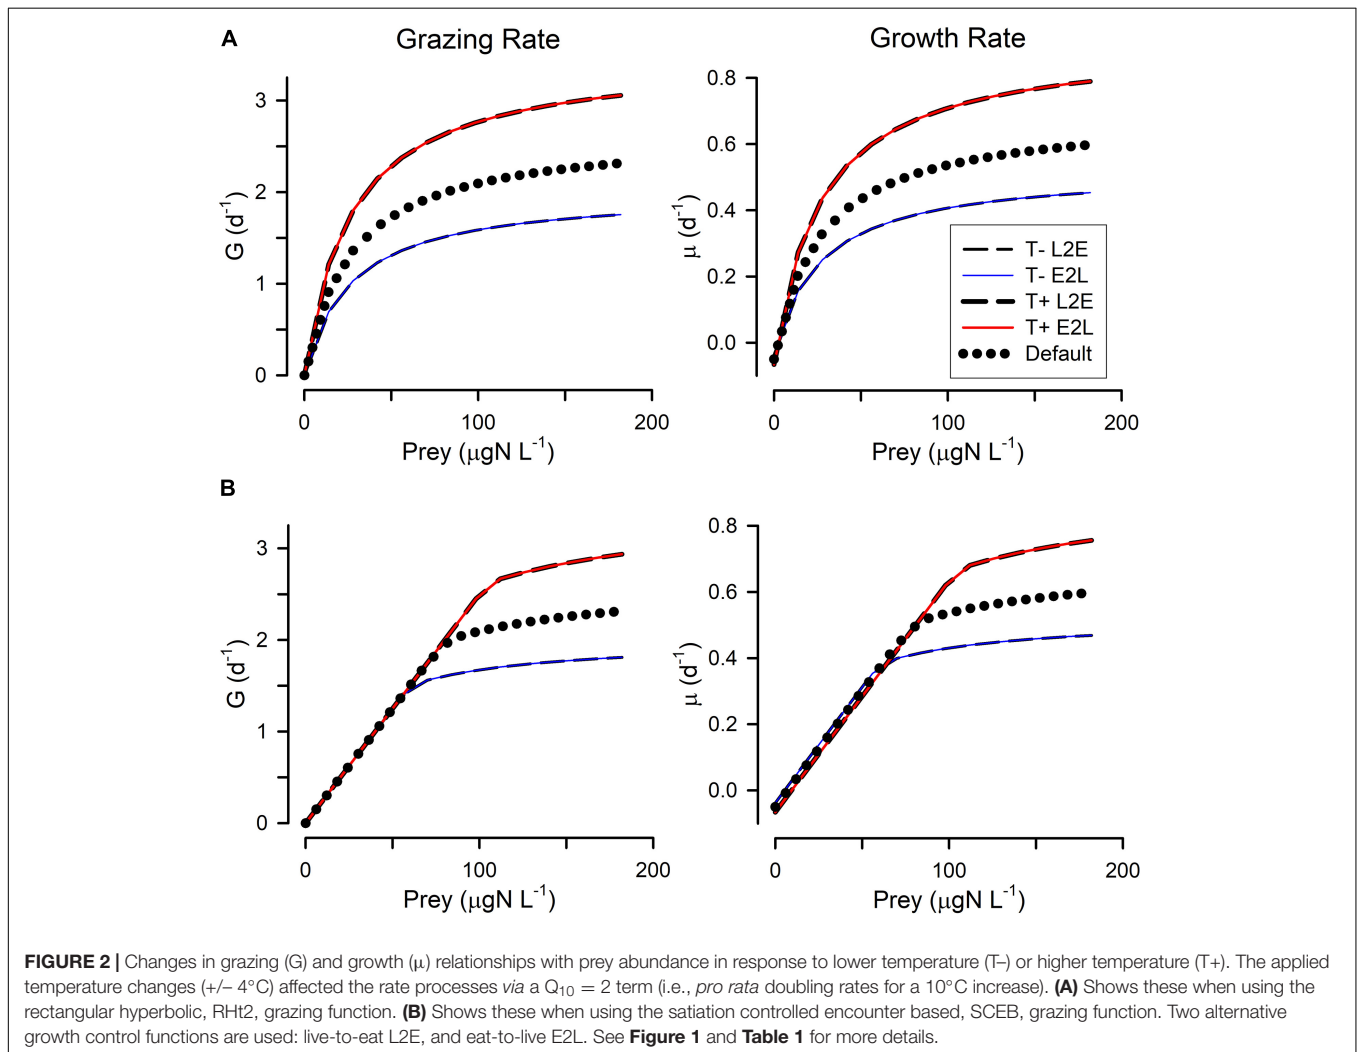 A
Grazing Rate
Growth Rate
3
2
1
0
G (d⁻¹)
0
100
200
Prey (µgN L⁻¹)
0.8
0.6
0.4
0.2
0.0
µ (d⁻¹)
0
100
200
Prey (µgN L⁻¹)
T- L2E
T- E2L
T+ L2E
T+ E2L
Default
B
3
2
1
0
G (d⁻¹)
0
100
200
Prey (µgN L⁻¹)
0.8
0.6
0.4
0.2
0.0
µ (d⁻¹)
0
100
200
Prey (µgN L⁻¹)
FIGURE 2 | Changes in grazing (G) and growth (µ) relationships with prey abundance in response to lower temperature (T–) or higher temperature (T+). The applied
temperature changes (+/– 4°C) affected the rate processes via a Q₁₀ = 2 term (i.e., pro rata doubling rates for a 10°C increase). (A) Shows these when using the
rectangular hyperbolic, RHt2, grazing function. (B) Shows these when using the satiation controlled encounter based, SCEB, grazing function. Two alternative
growth control functions are used: live-to-eat L2E, and eat-to-live E2L. See Figure 1 and Table 1 for more details.